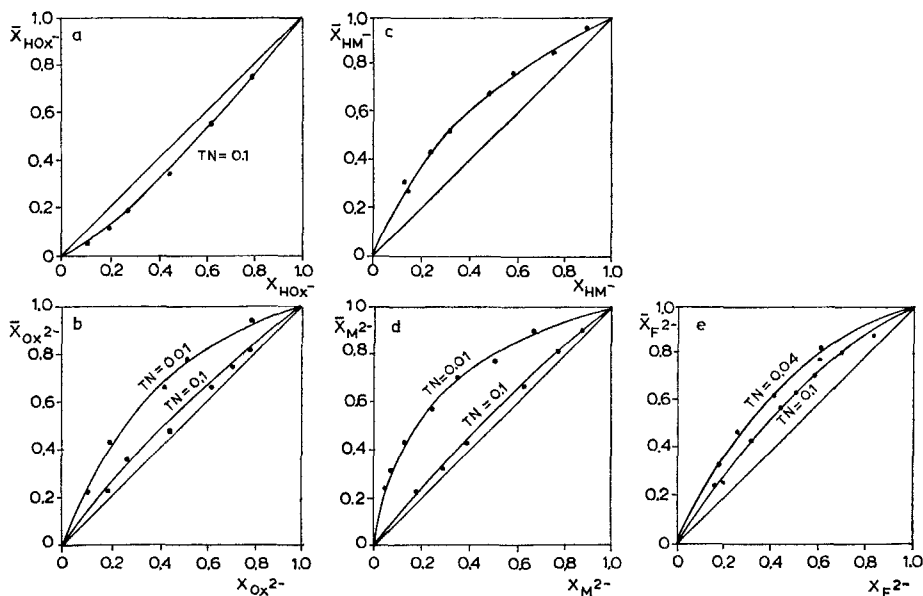 a
X̄HOx-
1,0
0,8
0,6
0,4
0,2
0
TN=0.1
0 0.2 0.4 0.6 0.8 1.0
XHOx-
c
X̄HM-
1.0
0,8
0,6
0,4
0,2
0
0 0.2 0.4 0.6 0.8 1.0
XHM-
b
X̄Ox2-
1.0
0.8
0.6
0.4
0.2
0
TN=0.01
TN=0.1
0 0.2 0.4 0.6 0.8 1.0
XOx2-
d
X̄M2-
1.0
0.8
0.6
0.4
0.2
0
TN=0.01
TN=0.1
0 0.2 0.4 0.6 0.8 1.0
XM2-
e
X̄F2-
1.0
0.8
0.6
0.4
0.2
0
TN=0.04
TN=0.1
0 0.2 0.4 0.6 0.8 1.0
XF2-